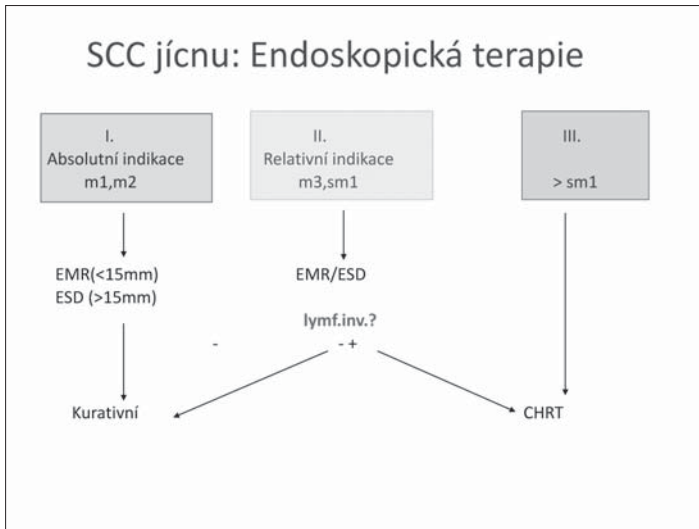 SCC jícnu: Endoskopická terapie
I.
Absolutní indikace
m1,m2
II.
Relativní indikace
m3,sm1
III.
> sm1
EMR(<15mm)
ESD (>15mm)
EMR/ESD
lymf.inv.?
-
- +
Kurativní
CHRT